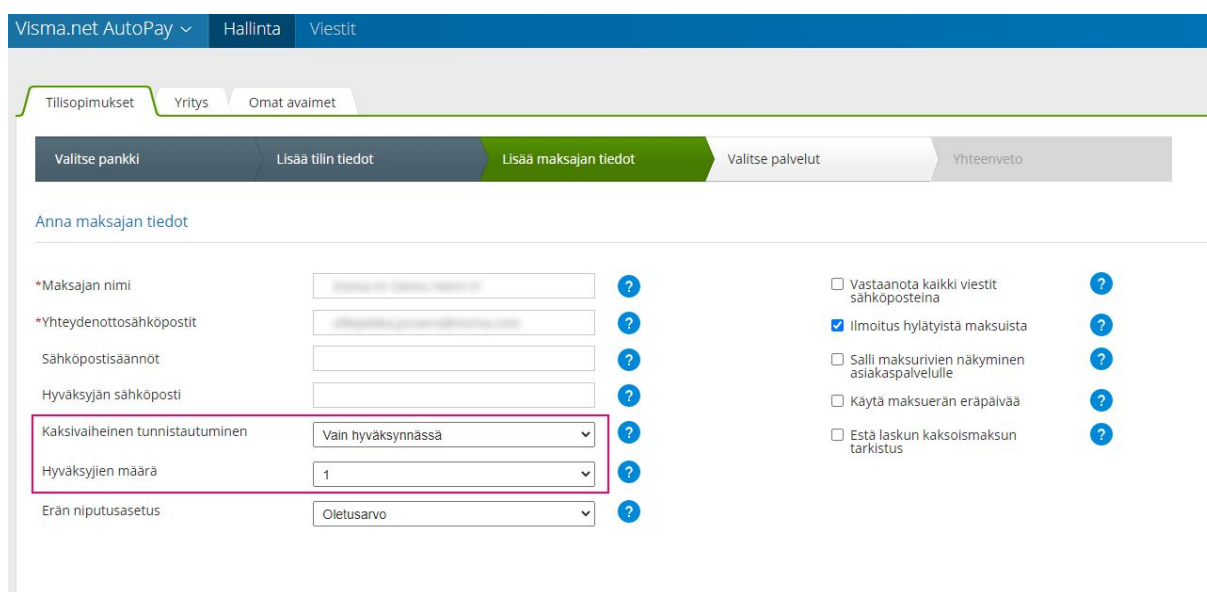 Visma.net AutoPay Hallinta Viestit
Tilisopimukset Yritys Omat avaimet
Valitse pankki Lisää tilin tiedot Lisää maksajan tiedot Valitse palvelut Yhteenveto
Anna maksajan tiedot
*Maksajan nimi ?
*Yhteydenottosähköpostit ?
Sähköpostisäännöt ?
Hyväksyjän sähköposti ?
Kaksivaiheinen tunnistautuminen Vain hyväksynnässä ?
Hyväksyjien määrä 1 ?
Erän niputusasetus Oletusarvo ?
Vastaanota kaikki viestit ?
sähköposteina
Ilmoitus hylätyistä maksuista ?
Salli maksurivien näkyminen ?
asiakaspalvelulle
Käytä maksuerän eräpäivää ?
Estä laskun kaksoismaksun ?
tarkistus